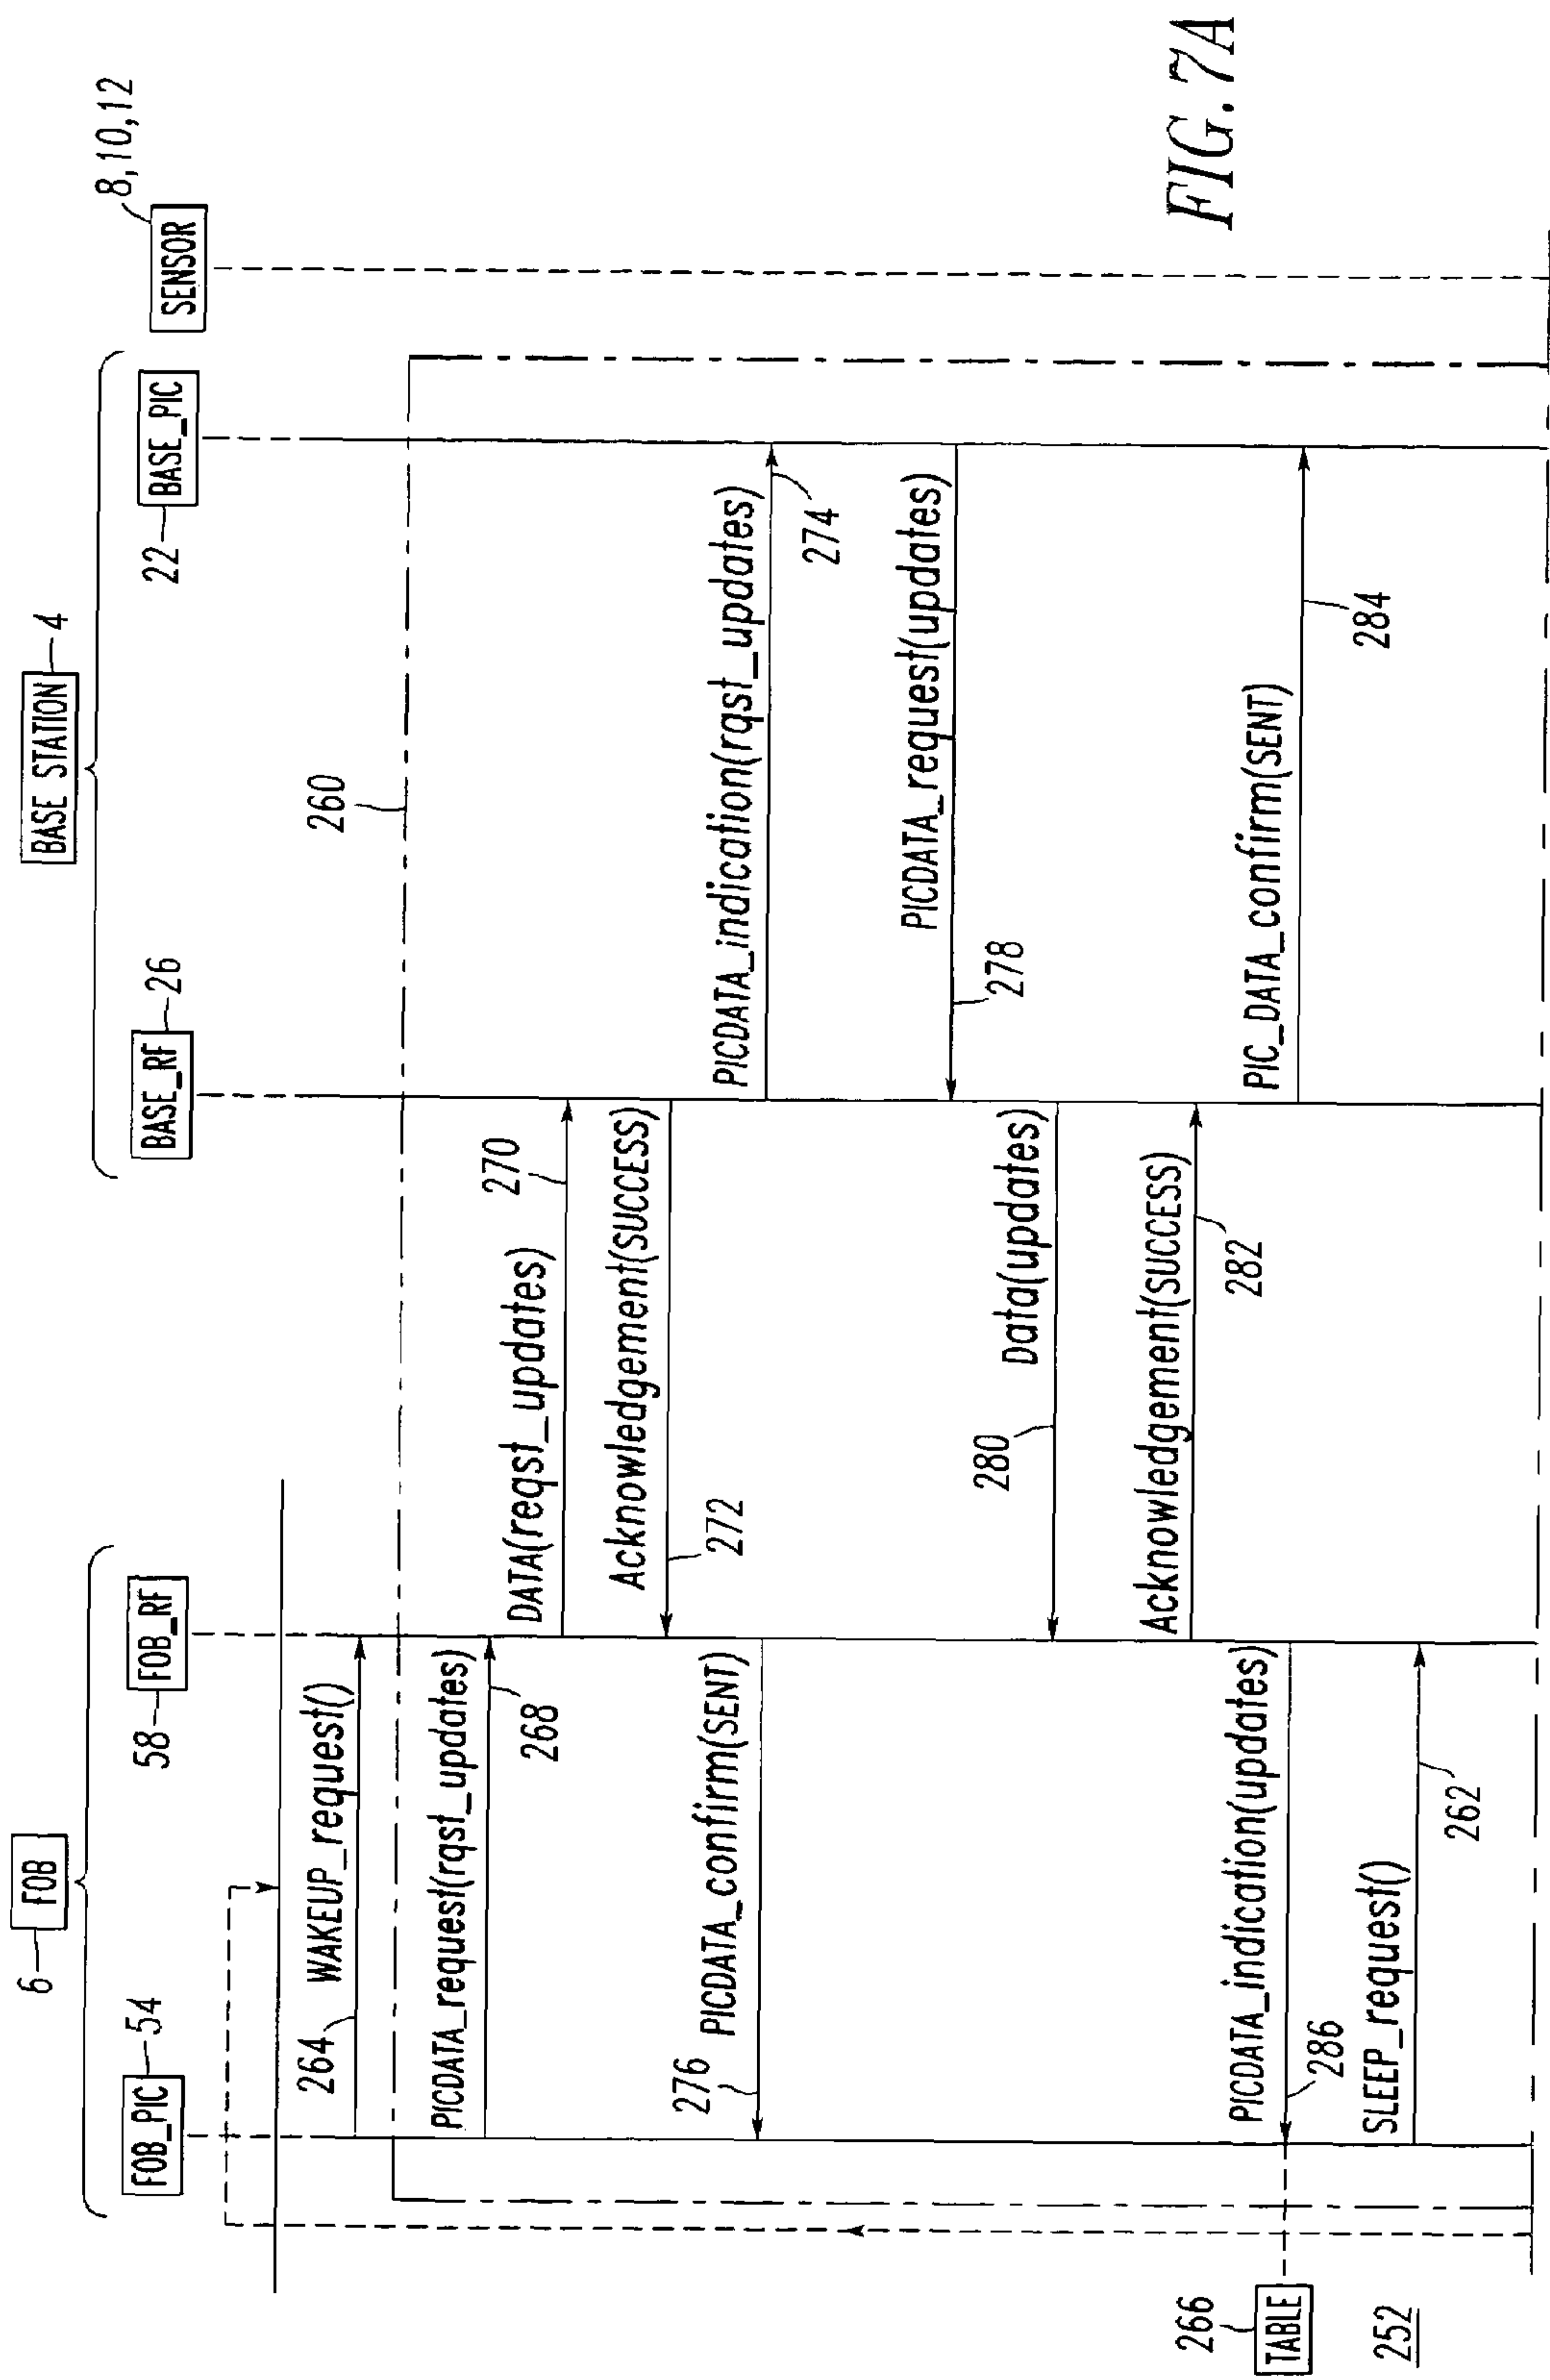 6
FOB
BASE STATION
4
FOB_PIC
54
58
FOB_RF
BASE_RF
26
22
BASE_PIC
SENSOR
8,10,12
264
WAKEUP_request()
260
PICDATA_request(rqst_updates)
268
DATA(reqst_updates)
270
Acknowledgement(SUCCESS)
272
276
PICDATA_confirm(SENT)
PICDATA_indication(rqst_updates)
274
PICDATA_request(updates)
278
280
Data(updates)
Acknowledgement(SUCCESS)
282
PIC_DATA_confirm(SENT)
284
266
TABLE
PICDATA_indication(updates)
286
SLEEP_request()
262
252
FIG. 7A